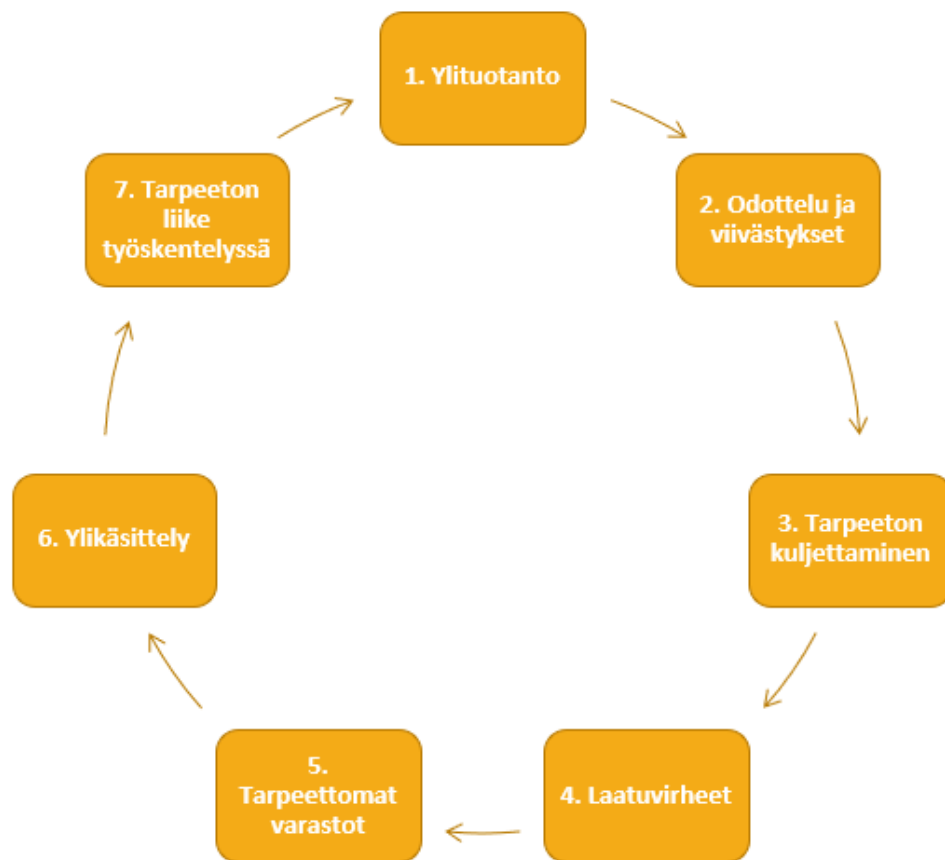 1. Ylituotanto
2. Odottelu ja
viivästykset
3. Tarpeeton
kuljettaminen
4. Laatuvirheet
5.
Tarpeettomat
varastot
6. Ylikäsittely
7. Tarpeeton
liike
työskentelyssä